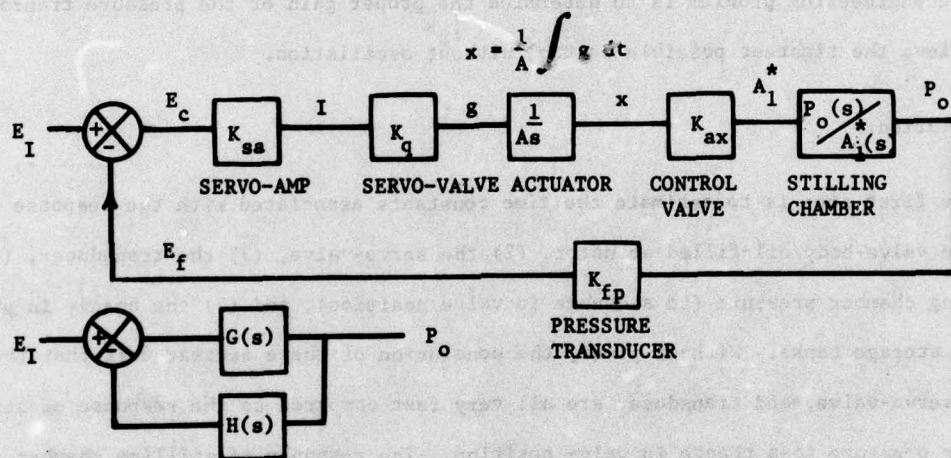 x = 1/A ∫ g dt
E_I
+
-
E_c
K_sa
I
K_q
g
1/As
x
K_ax
A_1^*
P_o(s)/A_i^*(s)
P_o
SERVO-AMP
SERVO-VALVE
ACTUATOR
CONTROL VALVE
STILLING CHAMBER
E_f
K_fp
PRESSURE TRANSDUCER
E_I
+
G(s)
P_o
H(s)